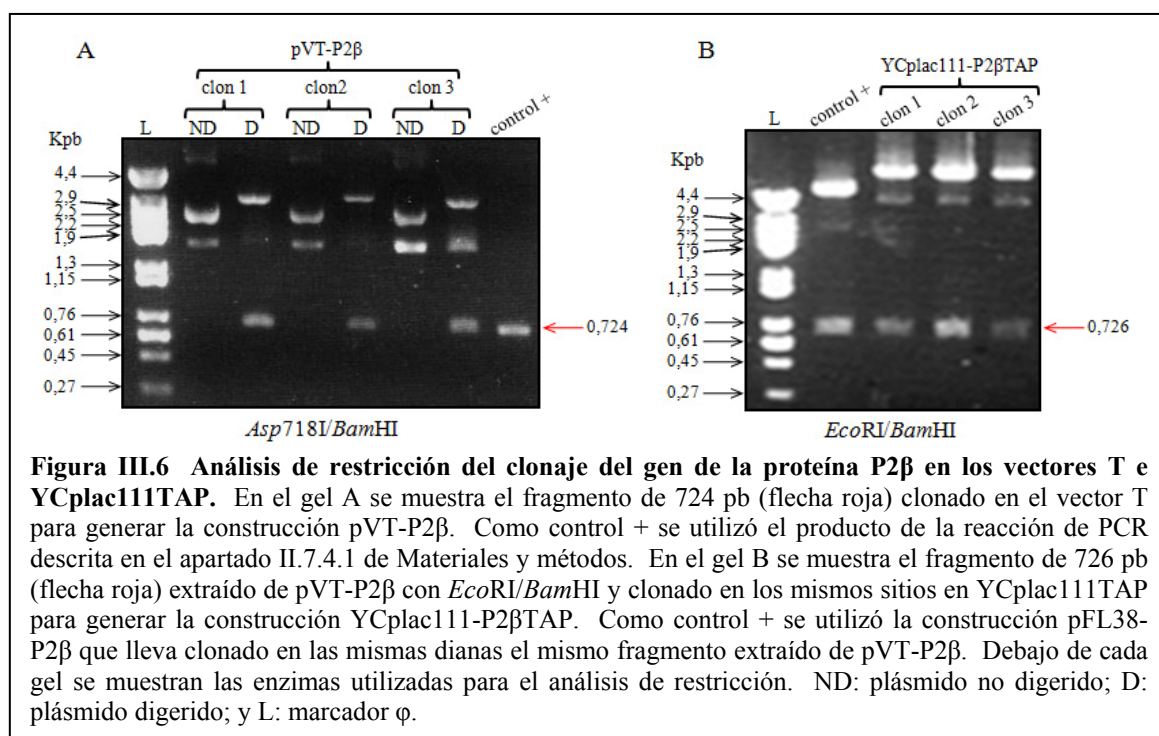 A
pVT-P2β
clon 1 clon2 clon 3
L ND D ND D ND D control +
Kpb
4,4
2,9
2,5
2,2
1,9
1,3
1,15
0,76
0,61
0,45
0,27
0,724
Asp718I/BamHI
B
YCplac111-P2βTAP
L control + clon 1 clon 2 clon 3
Kpb
4,4
2,9
2,5
2,2
1,9
1,3
1,15
0,76
0,61
0,45
0,27
0,726
EcoRI/BamHI
Figura III.6 Análisis de restricción del clonaje del gen de la proteína P2β en los vectores T e
YCplac111TAP. En el gel A se muestra el fragmento de 724 pb (flecha roja) clonado en el vector T
para generar la construcción pVT-P2β. Como control + se utilizó el producto de la reacción de PCR
descrita en el apartado II.7.4.1 de Materiales y métodos. En el gel B se muestra el fragmento de 726 pb
(flecha roja) extraído de pVT-P2β con EcoRI/BamHI y clonado en los mismos sitios en YCplac111TAP
para generar la construcción YCplac111-P2βTAP. Como control + se utilizó la construcción pFL38-
P2β que lleva clonado en las mismas dianas el mismo fragmento extraído de pVT-P2β. Debajo de cada
gel se muestran las enzimas utilizadas para el análisis de restricción. ND: plásmido no digerido; D:
plásmido digerido; y L: marcador φ.